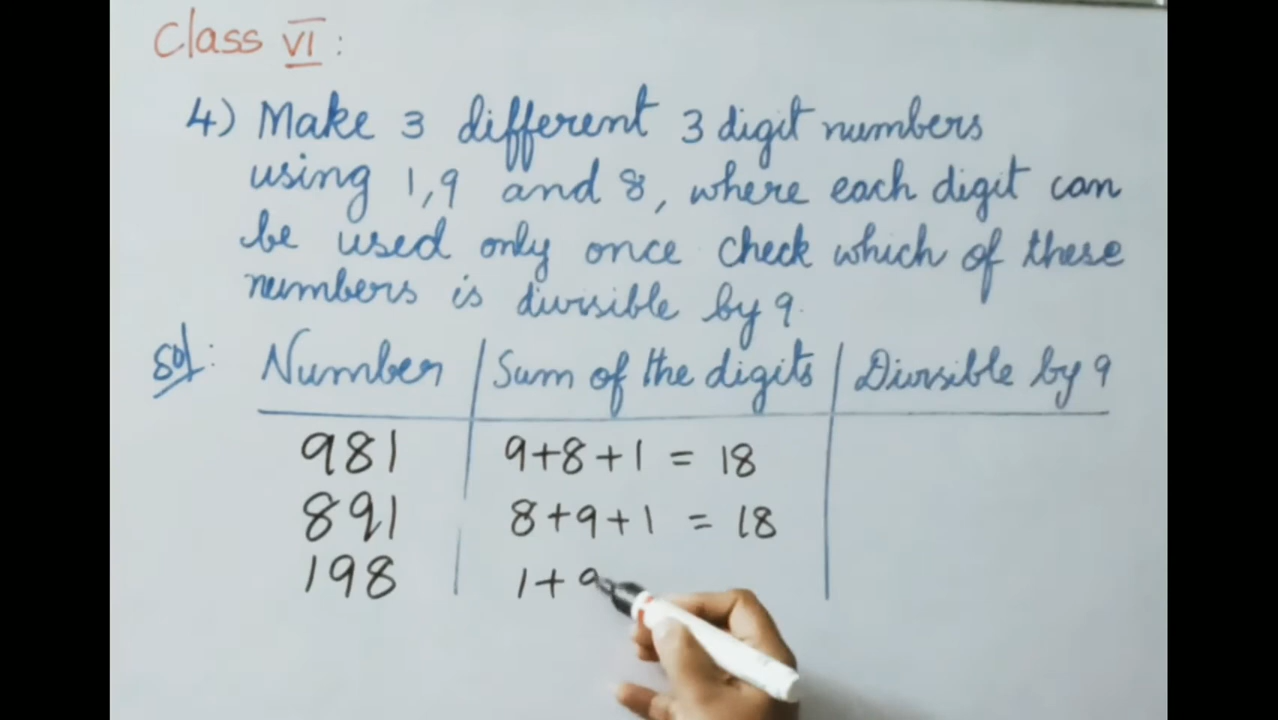 Class VI :
4) Make 3 different 3 digit numbers
using 1,9 and 8, where each digit can
be used only once check which of these
numbers is divisible by 9.
Sol: Number | Sum of the digits | Divisible by 9
981 9+8+1 = 18
891 8+9+1 = 18
198 1+9